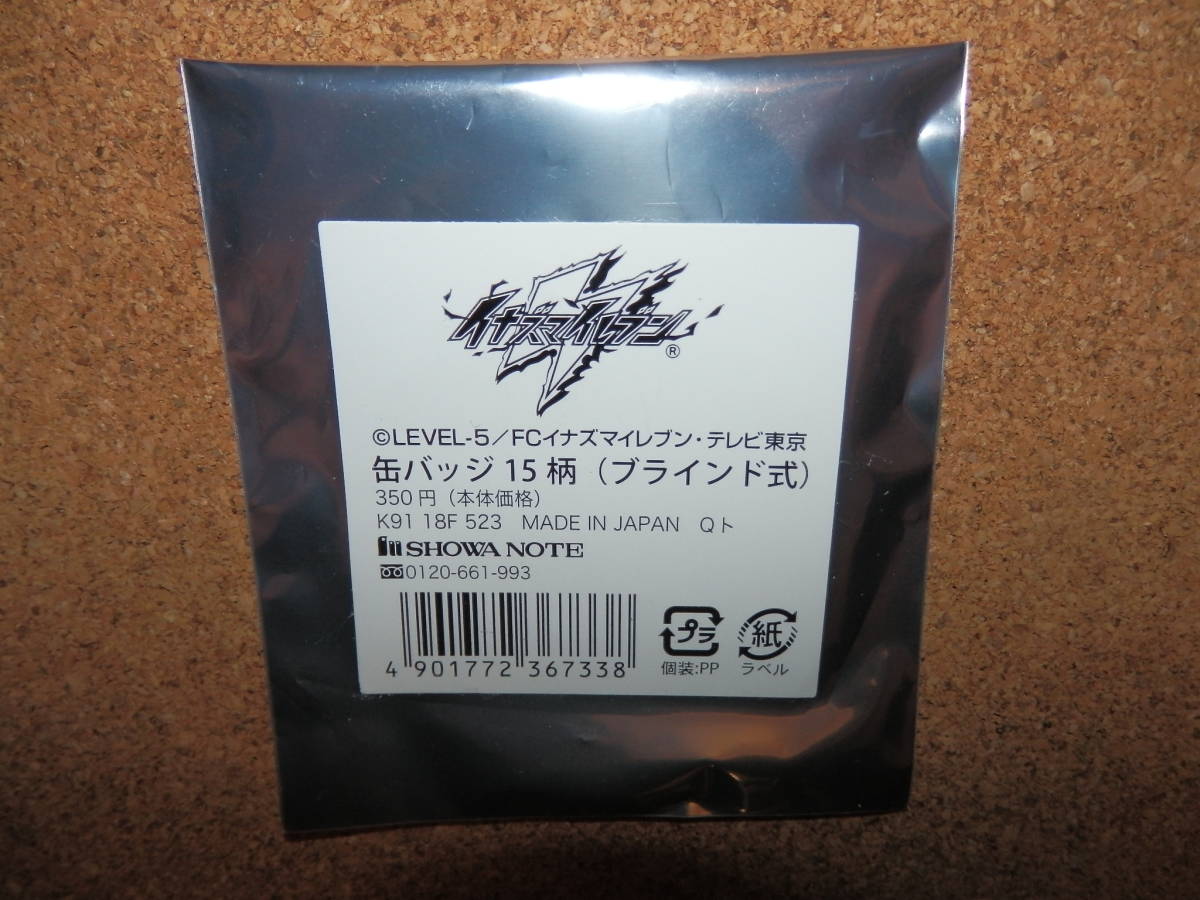 イナズマイレブン®
©LEVEL-5/FCイナズマイレブン・テレビ東京
缶バッジ 15 柄（ブラインド式）
350 円（本体価格）
K91 18F 523 MADE IN JAPAN Qト
SHOWA NOTE
0120-661-993
4 901772 367338
プラ
個装:PP
紙
ラベル